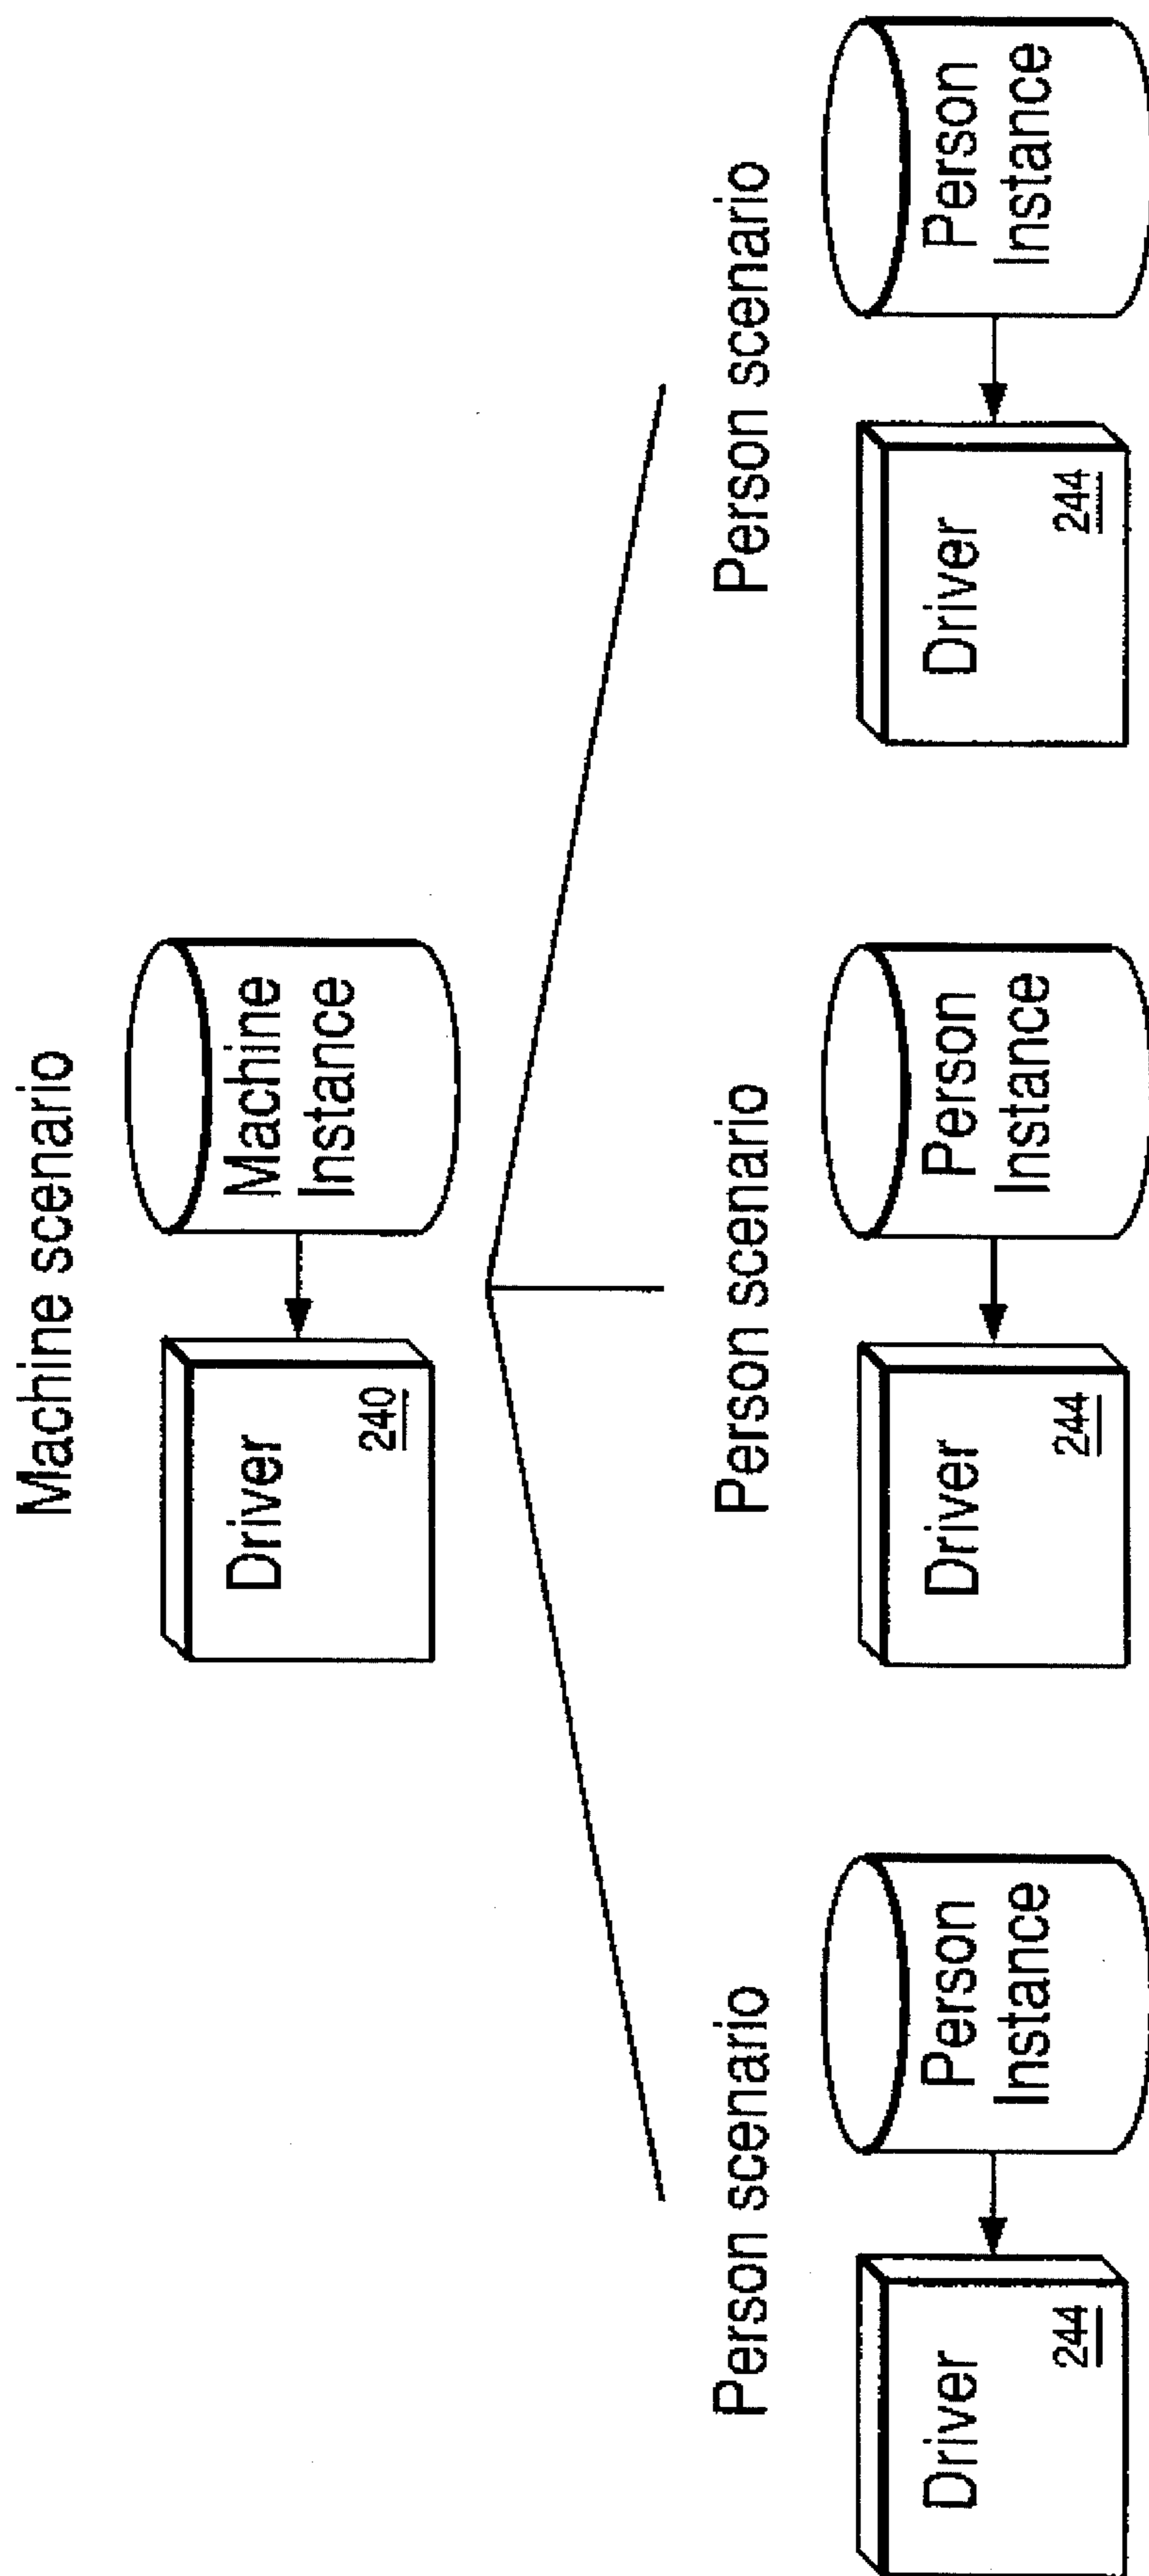 Machine scenario
Driver
240
Machine
Instance
Person scenario
Driver
244
Person
Instance
Person scenario
Driver
244
Person
Instance
Person scenario
Driver
244
Person
Instance